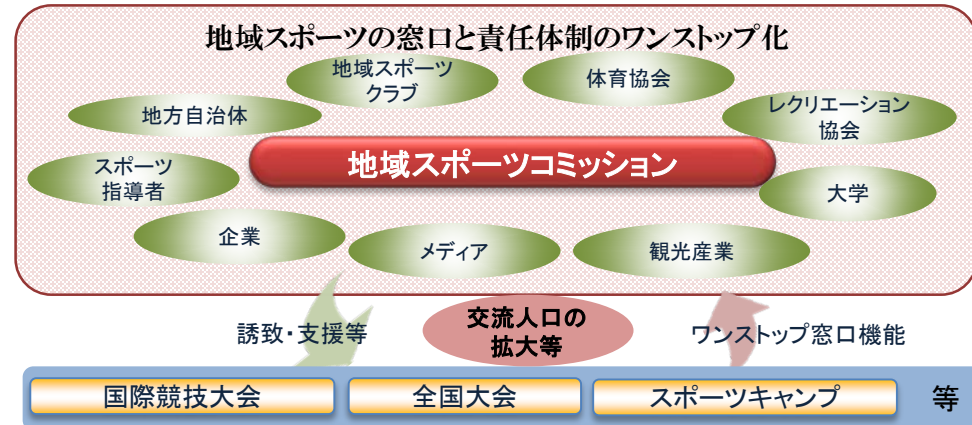 地域スポーツの窓口と責任体制のワンストップ化
地域スポーツ
クラブ
体育協会
地方自治体
レクリエーション
協会
地域スポーツコミッション
スポーツ
指導者
大学
企業
メディア
観光産業
誘致・支援等
交流人口の
拡大等
ワンストップ窓口機能
国際競技大会
全国大会
スポーツキャンプ
等